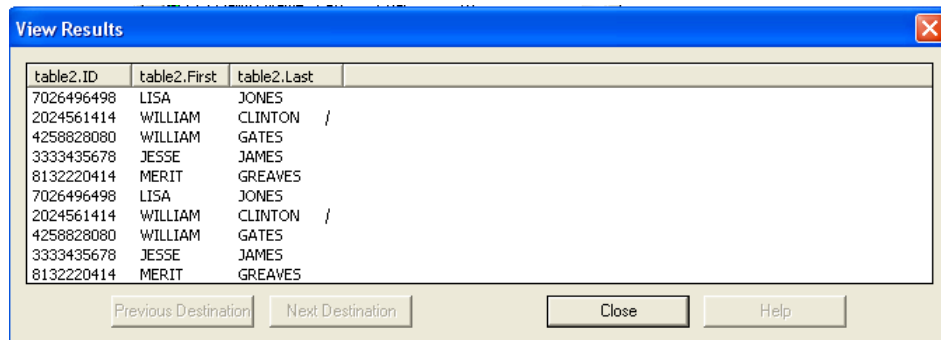 View Results
table2.ID table2.First table2.Last
7026496498 LISA JONES
2024561414 WILLIAM CLINTON /
4258828080 WILLIAM GATES
3333435678 JESSE JAMES
8132220414 MERIT GREAVES
7026496498 LISA JONES
2024561414 WILLIAM CLINTON /
4258828080 WILLIAM GATES
3333435678 JESSE JAMES
8132220414 MERIT GREAVES
Previous Destination Next Destination Close Help